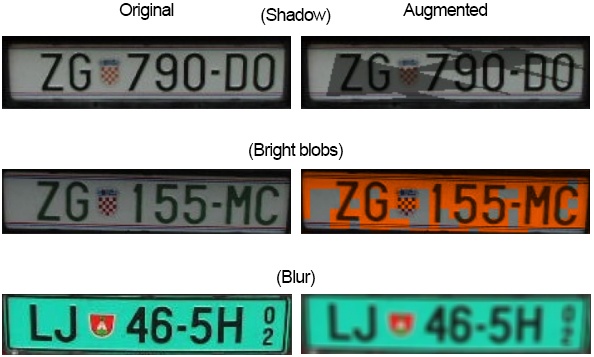 Original Augmented
(Shadow)
ZG 790-DO ZG 790-DO
(Bright blobs)
ZG 155-MC ZG 155-MC
(Blur)
LJ 46-5H 02 LJ 46-5H 02